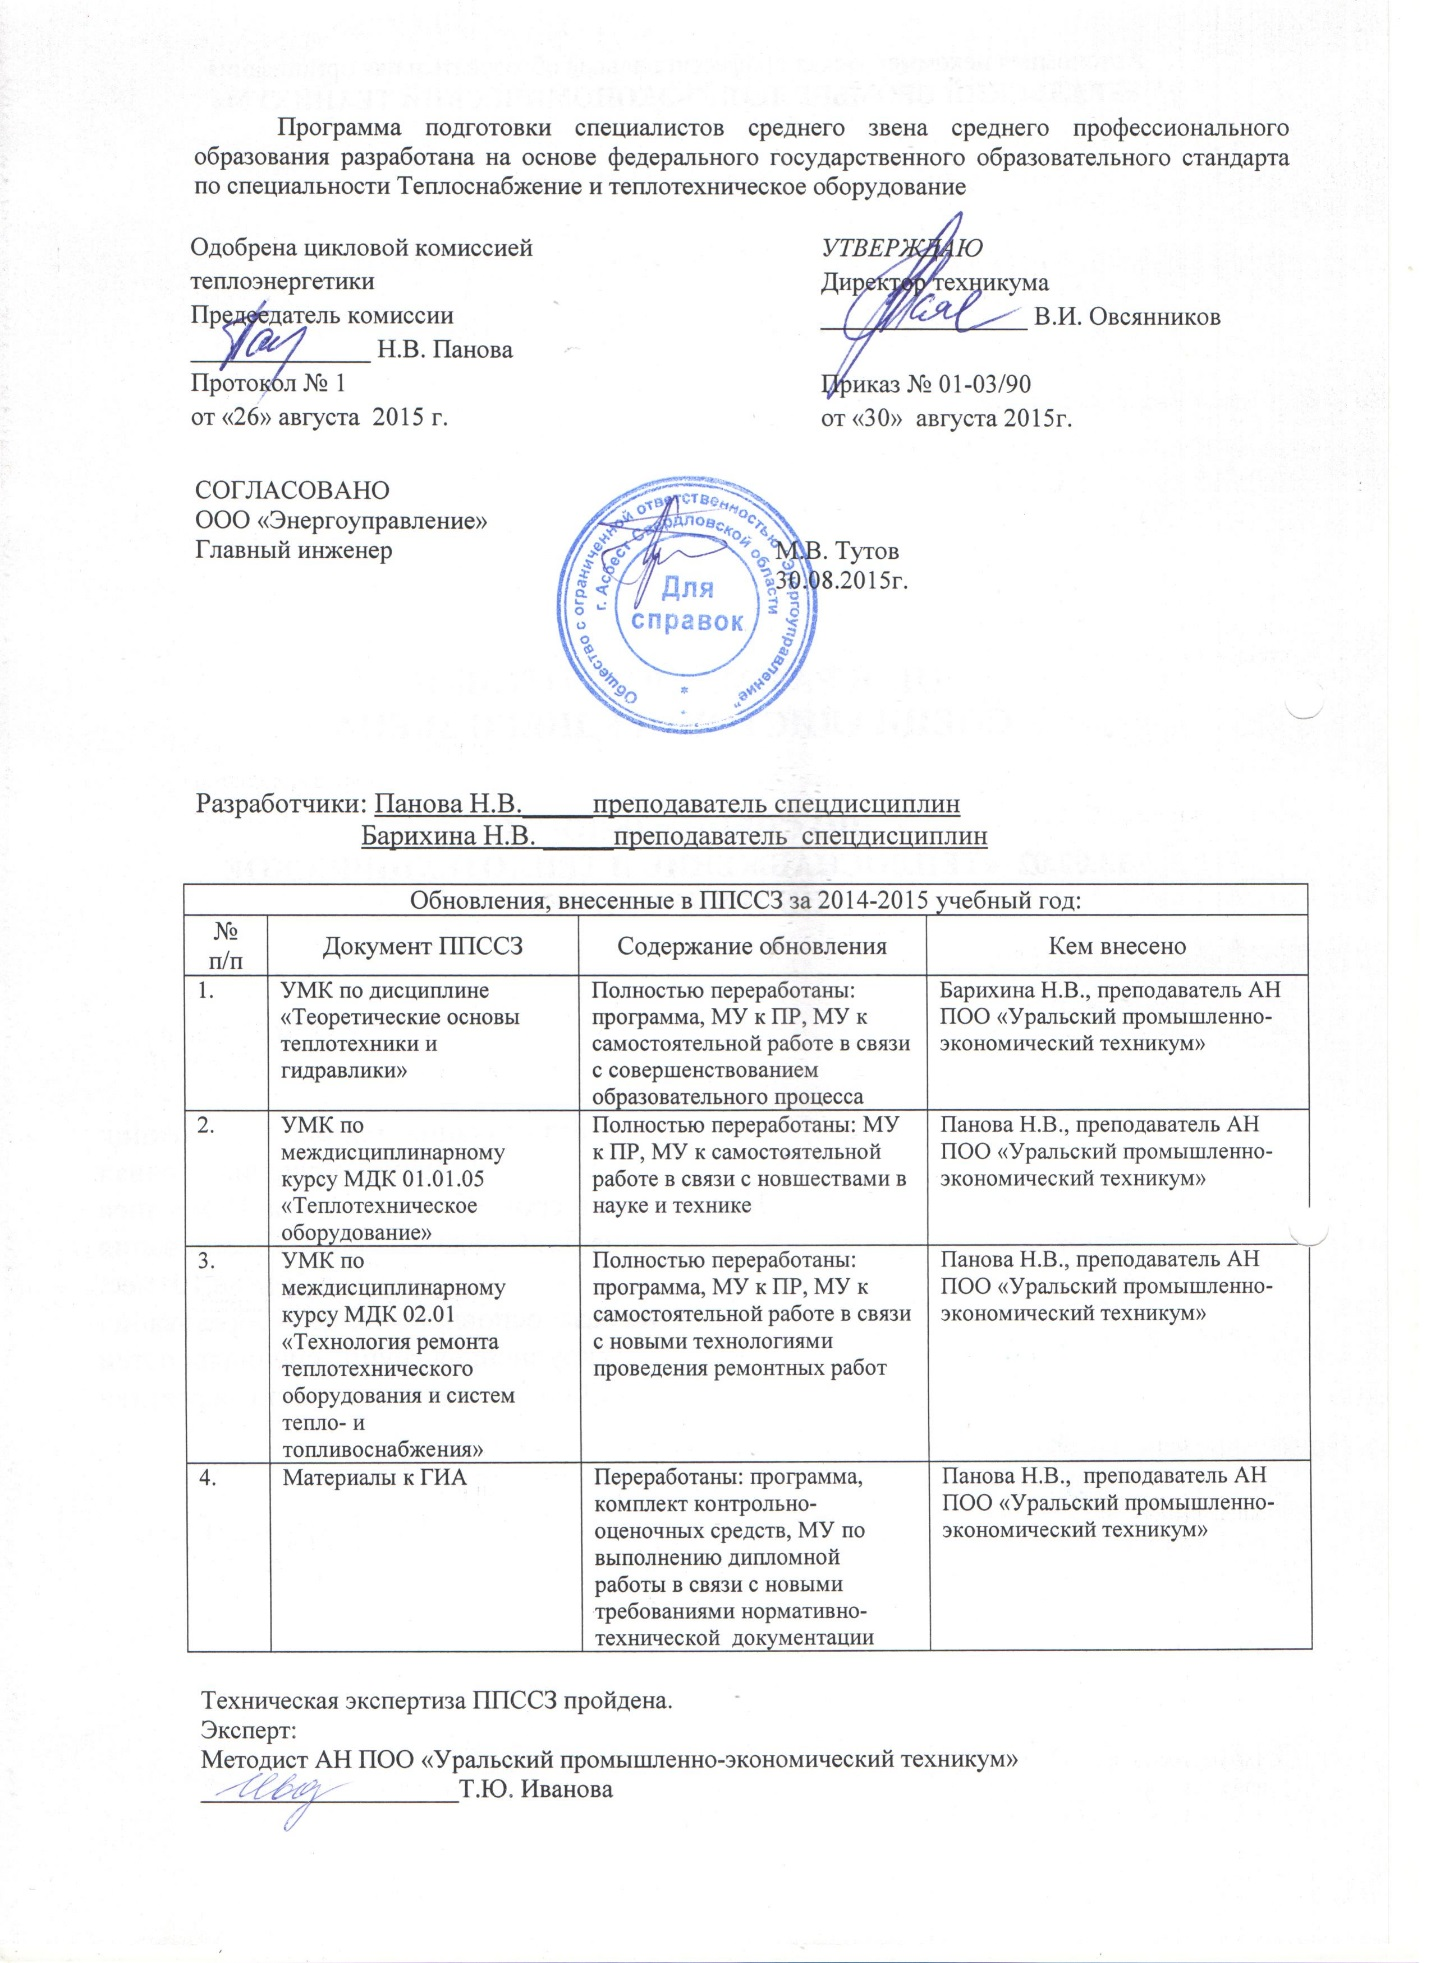 Программа подготовки специалистов среднего звена среднего профессионального
образования разработана на основе федерального государственного образовательного стандарта
по специальности Теплоснабжение и теплотехническое оборудование
Одобрена цикловой комиссией
теплоэнергетики
Председатель комиссии
______________ Н.В. Панова
Протокол № 1
от «26» августа 2015 г.
УТВЕРЖДАЮ
Директор техникума
________________ В.И. Овсянников
Приказ № 01-03/90
от «30» августа 2015г.
СОГЛАСОВАНО
ООО «Энергоуправление»
Главный инженер
М.В. Тутов
30.08.2015г.
Общество с ограниченной ответственностью "Энергоуправление"
г. Асбест Свердловской области
Для
справок
Разработчики: Панова Н.В._____преподаватель спецдисциплин
Барихина Н.В. _____преподаватель спецдисциплин
Обновления, внесенные в ППССЗ за 2014-2015 учебный год:
№
п/п
Документ ППССЗ
Содержание обновления
Кем внесено
1.
УМК по дисциплине
«Теоретические основы
теплотехники и
гидравлики»
Полностью переработаны:
программа, МУ к ПР, МУ к
самостоятельной работе в связи
с совершенствованием
образовательного процесса
Барихина Н.В., преподаватель АН
ПОО «Уральский промышленно-
экономический техникум»
2.
УМК по
междисциплинарному
курсу МДК 01.01.05
«Теплотехническое
оборудование»
Полностью переработаны: МУ
к ПР, МУ к самостоятельной
работе в связи с новшествами в
науке и технике
Панова Н.В., преподаватель АН
ПОО «Уральский промышленно-
экономический техникум»
3.
УМК по
междисциплинарному
курсу МДК 02.01
«Технология ремонта
теплотехнического
оборудования и систем
тепло- и
топливоснабжения»
Полностью переработаны:
программа, МУ к ПР, МУ к
самостоятельной работе в связи
с новыми технологиями
проведения ремонтных работ
Панова Н.В., преподаватель АН
ПОО «Уральский промышленно-
экономический техникум»
4.
Материалы к ГИА
Переработаны: программа,
комплект контрольно-
оценочных средств, МУ по
выполнению дипломной
работы в связи с новыми
требованиями нормативно-
технической документации
Панова Н.В., преподаватель АН
ПОО «Уральский промышленно-
экономический техникум»
Техническая экспертиза ППССЗ пройдена.
Эксперт:
Методист АН ПОО «Уральский промышленно-экономический техникум»
____________________Т.Ю. Иванова